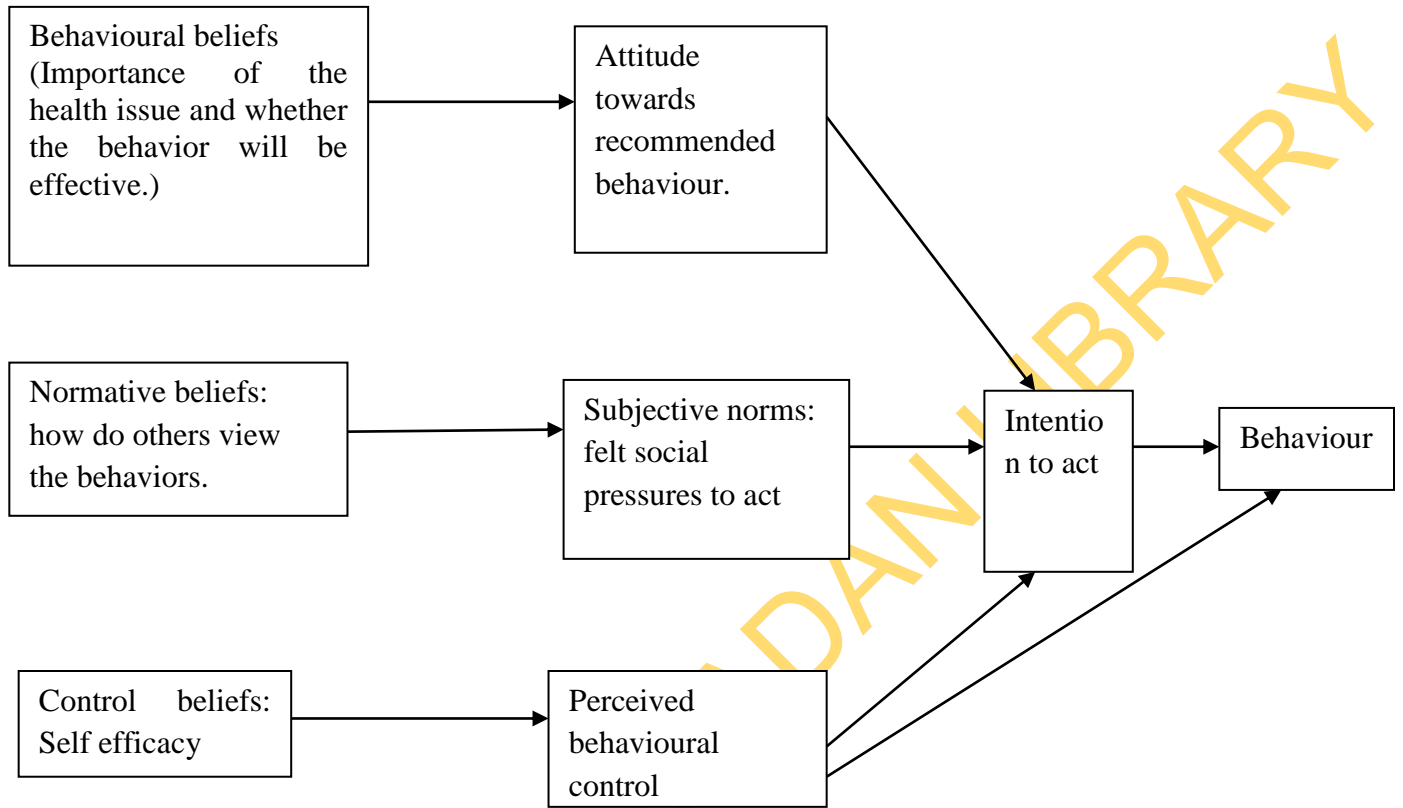 Behavioural beliefs
(Importance of the
health issue and whether
the behavior will be
effective.)
Attitude
towards
recommended
behaviour.
Normative beliefs:
how do others view
the behaviors.
Subjective norms:
felt social
pressures to act
Intentio
n to act
Behaviour
Control beliefs:
Self efficacy
Perceived
behavioural
control
DAN LIBRARY